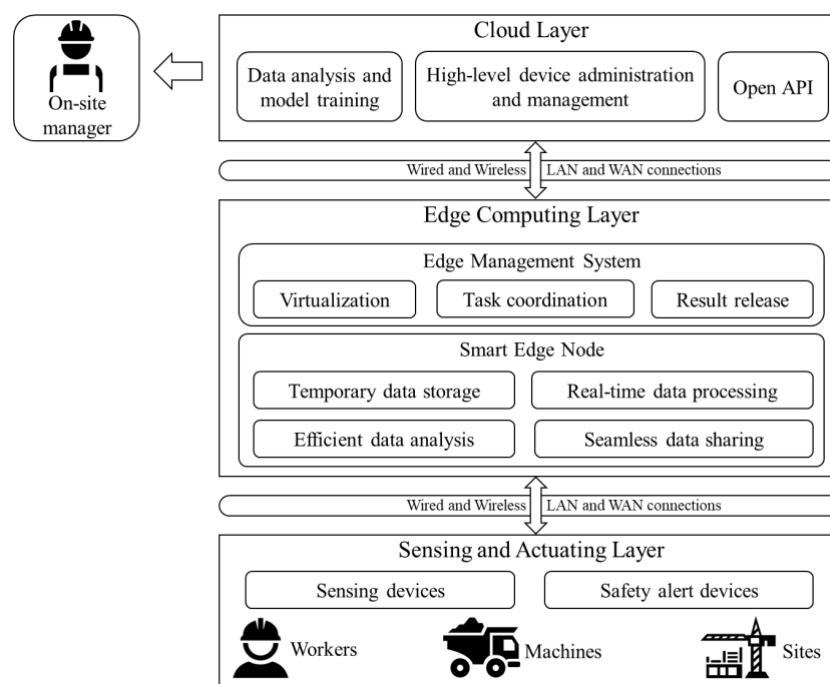 On-site
manager
Cloud Layer
Data analysis and
model training
High-level device administration
and management
Open API
Wired and Wireless LAN and WAN connections
Edge Computing Layer
Edge Management System
Virtualization
Task coordination
Result release
Smart Edge Node
Temporary data storage
Real-time data processing
Efficient data analysis
Seamless data sharing
Wired and Wireless LAN and WAN connections
Sensing and Actuating Layer
Sensing devices
Safety alert devices
Workers
Machines
Sites